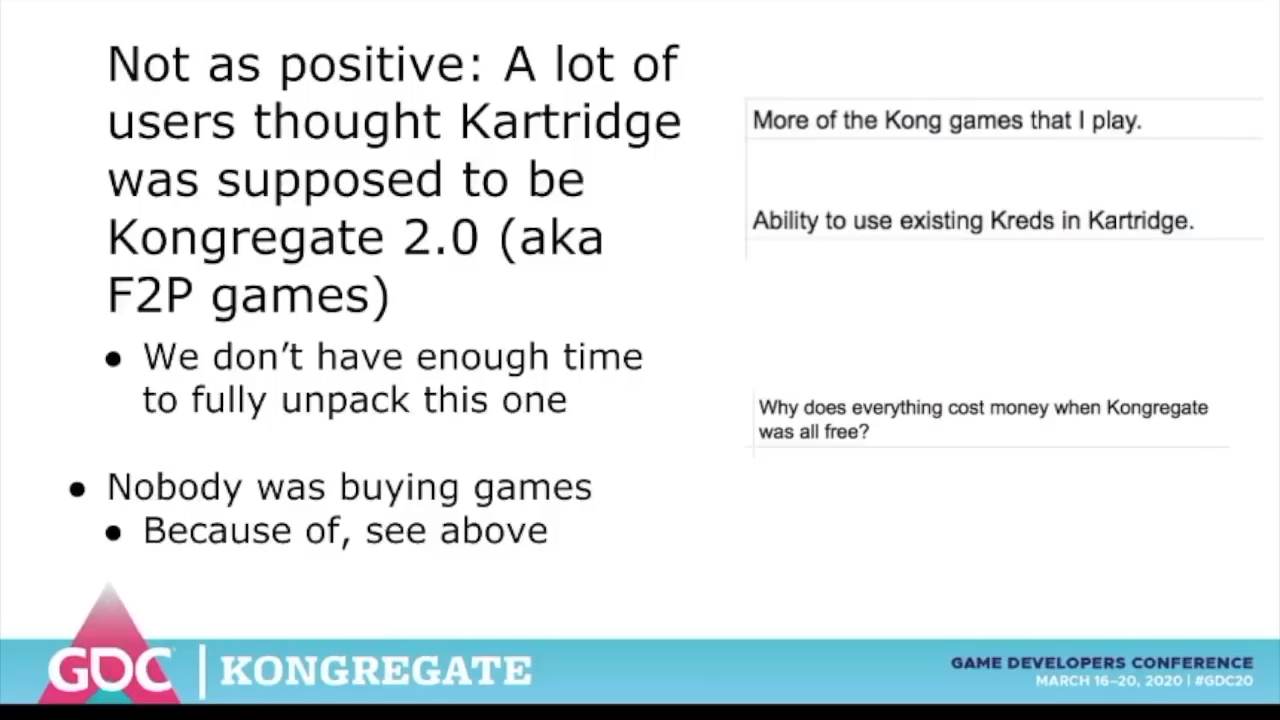 Not as positive: A lot of
users thought Kartridge
was supposed to be
Kongregate 2.0 (aka
F2P games)
● We don’t have enough time
to fully unpack this one
● Nobody was buying games
● Because of, see above
More of the Kong games that I play.
Ability to use existing Kreds in Kartridge.
Why does everything cost money when Kongregate
was all free?
GDC | KONGREGATE
GAME DEVELOPERS CONFERENCE
MARCH 16–20, 2020 | #GDC20